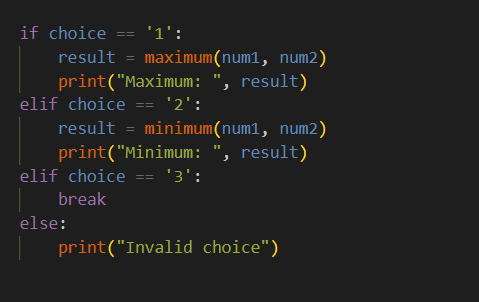 if choice == '1':
    result = maximum(num1, num2)
    print("Maximum: ", result)
elif choice == '2':
    result = minimum(num1, num2)
    print("Minimum: ", result)
elif choice == '3':
    break
else:
    print("Invalid choice")